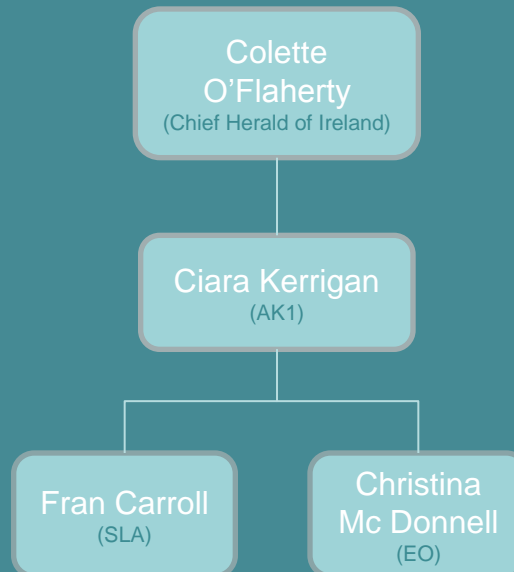 Colette
O’Flaherty
(Chief Herald of Ireland)
Ciara Kerrigan
(AK1)
Fran Carroll
(SLA)
Christina
Mc Donnell
(EO)